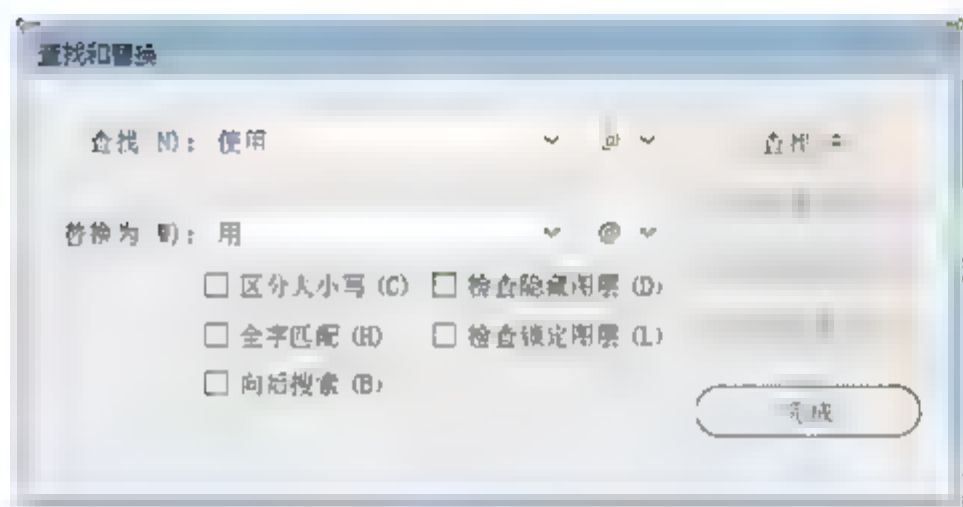 查找和替换
查找 N): 使用 @ 查找
替换为 W): 用 @
区分大小写 (C) 检查隐藏图层 (D)
全字匹配 (H) 检查锁定图层 (L)
向后搜索 (B)
完成